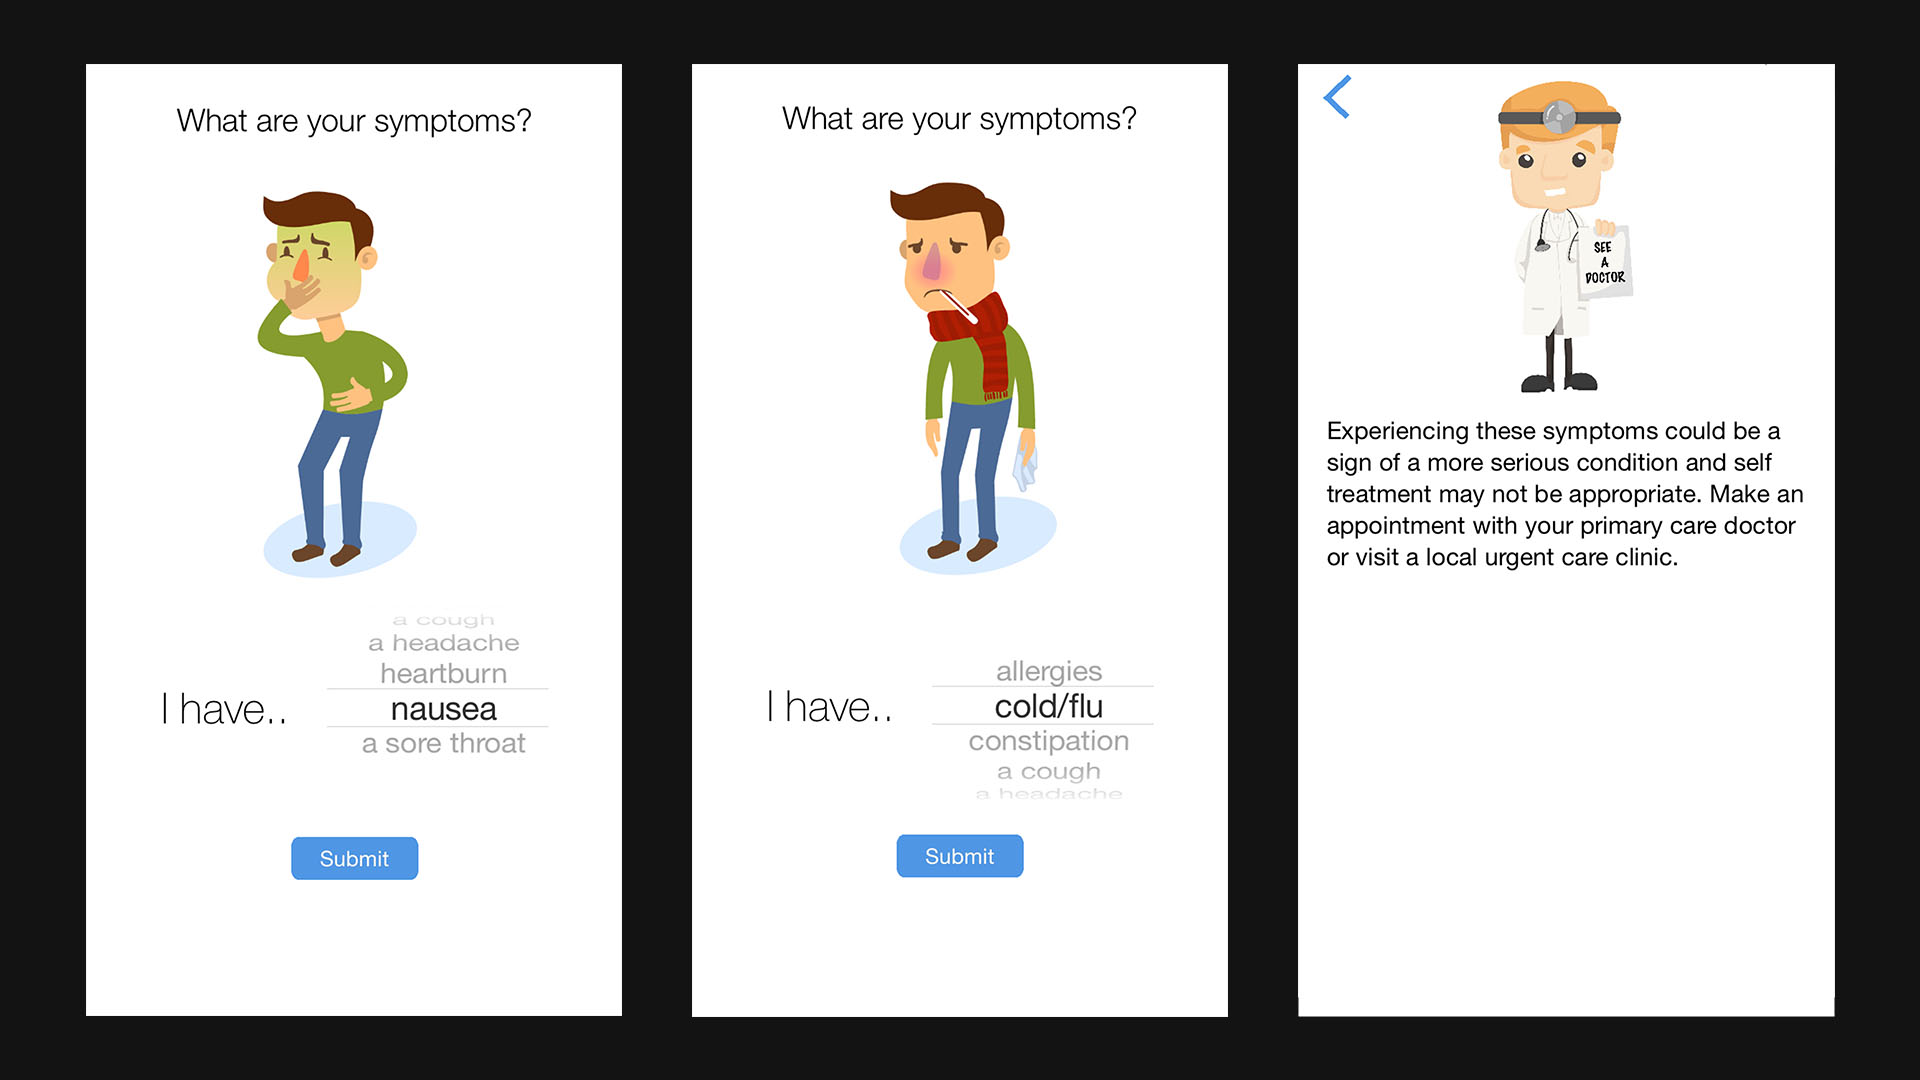 What are your symptoms?
a cough
a headache
heartburn
I have..
nausea
a sore throat
Submit
What are your symptoms?
allergies
I have..
cold/flu
constipation
a cough
a headache
Submit
SEE
A
DOCTOR
Experiencing these symptoms could be a
sign of a more serious condition and self
treatment may not be appropriate. Make an
appointment with your primary care doctor
or visit a local urgent care clinic.